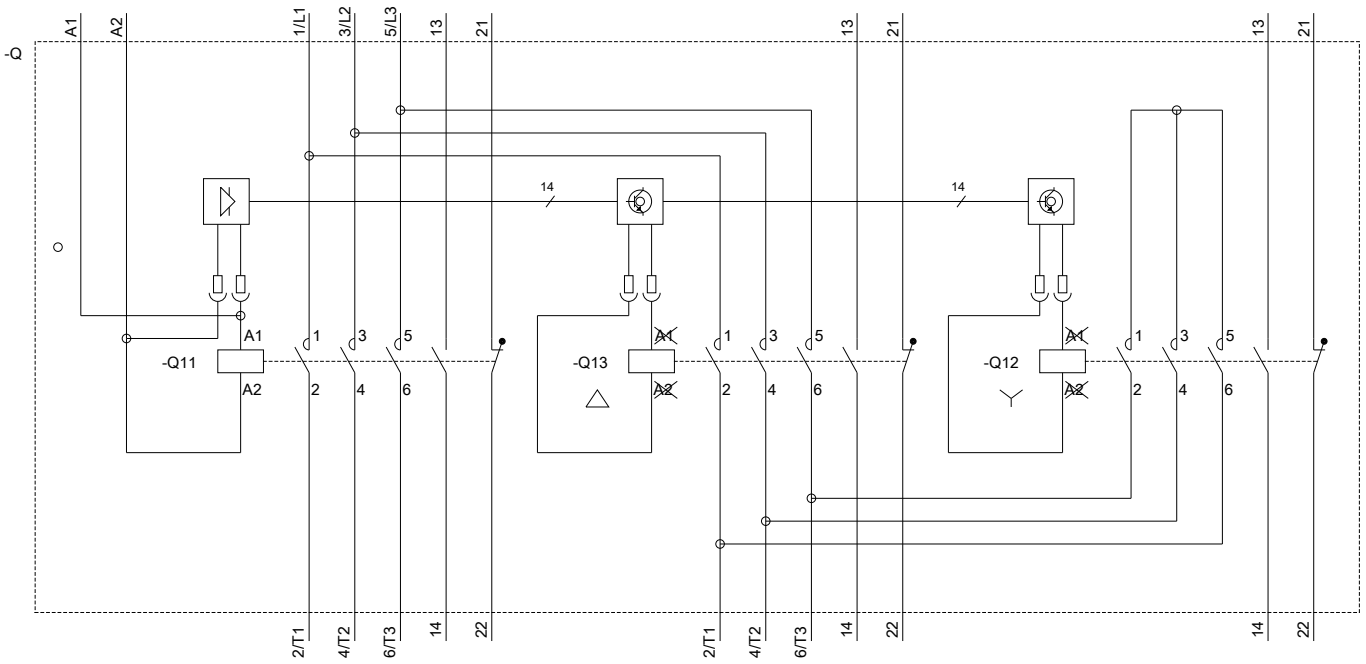 A1 A2 1/L1 3/L2 5/L3 13 21 13 21 13 21
-Q
14 14
A1 1 3 5 A1 1 3 5 A1 1 3 5
-Q11 -Q13 -Q12
A2 2 4 6 A2 2 4 6 A2 2 4 6
2/T1 4/T2 6/T3 14 22 2/T1 4/T2 6/T3 14 22 14 22